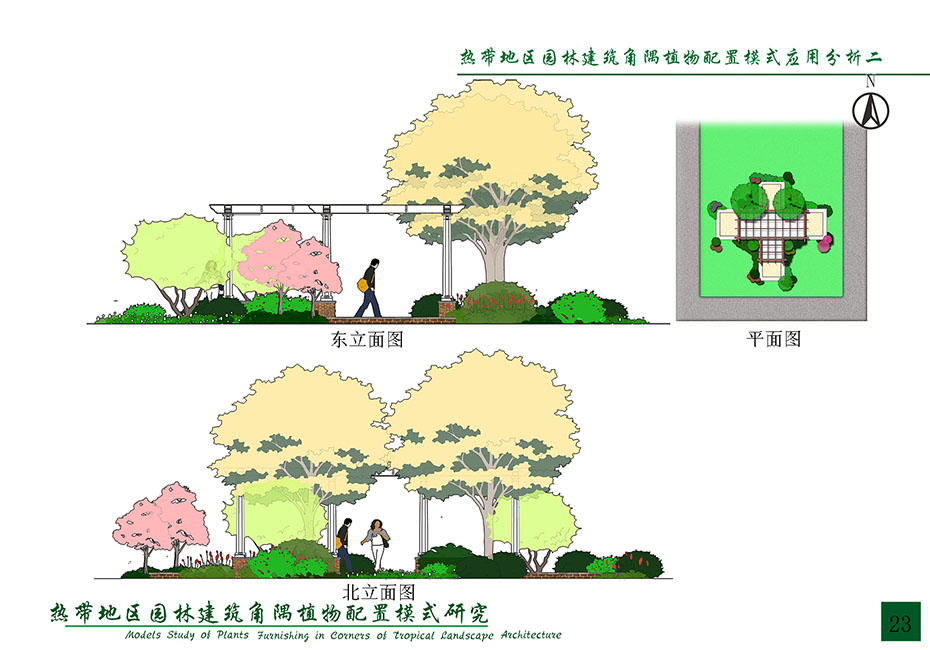 热带地区园林建筑角隅植物配置模式应用分析二
N
东立面图
平面图
北立面图
热带地区园林建筑角隅植物配置模式研究
Models Study of Plants Furnishing in Corners of Tropical Landscape Architecture
23